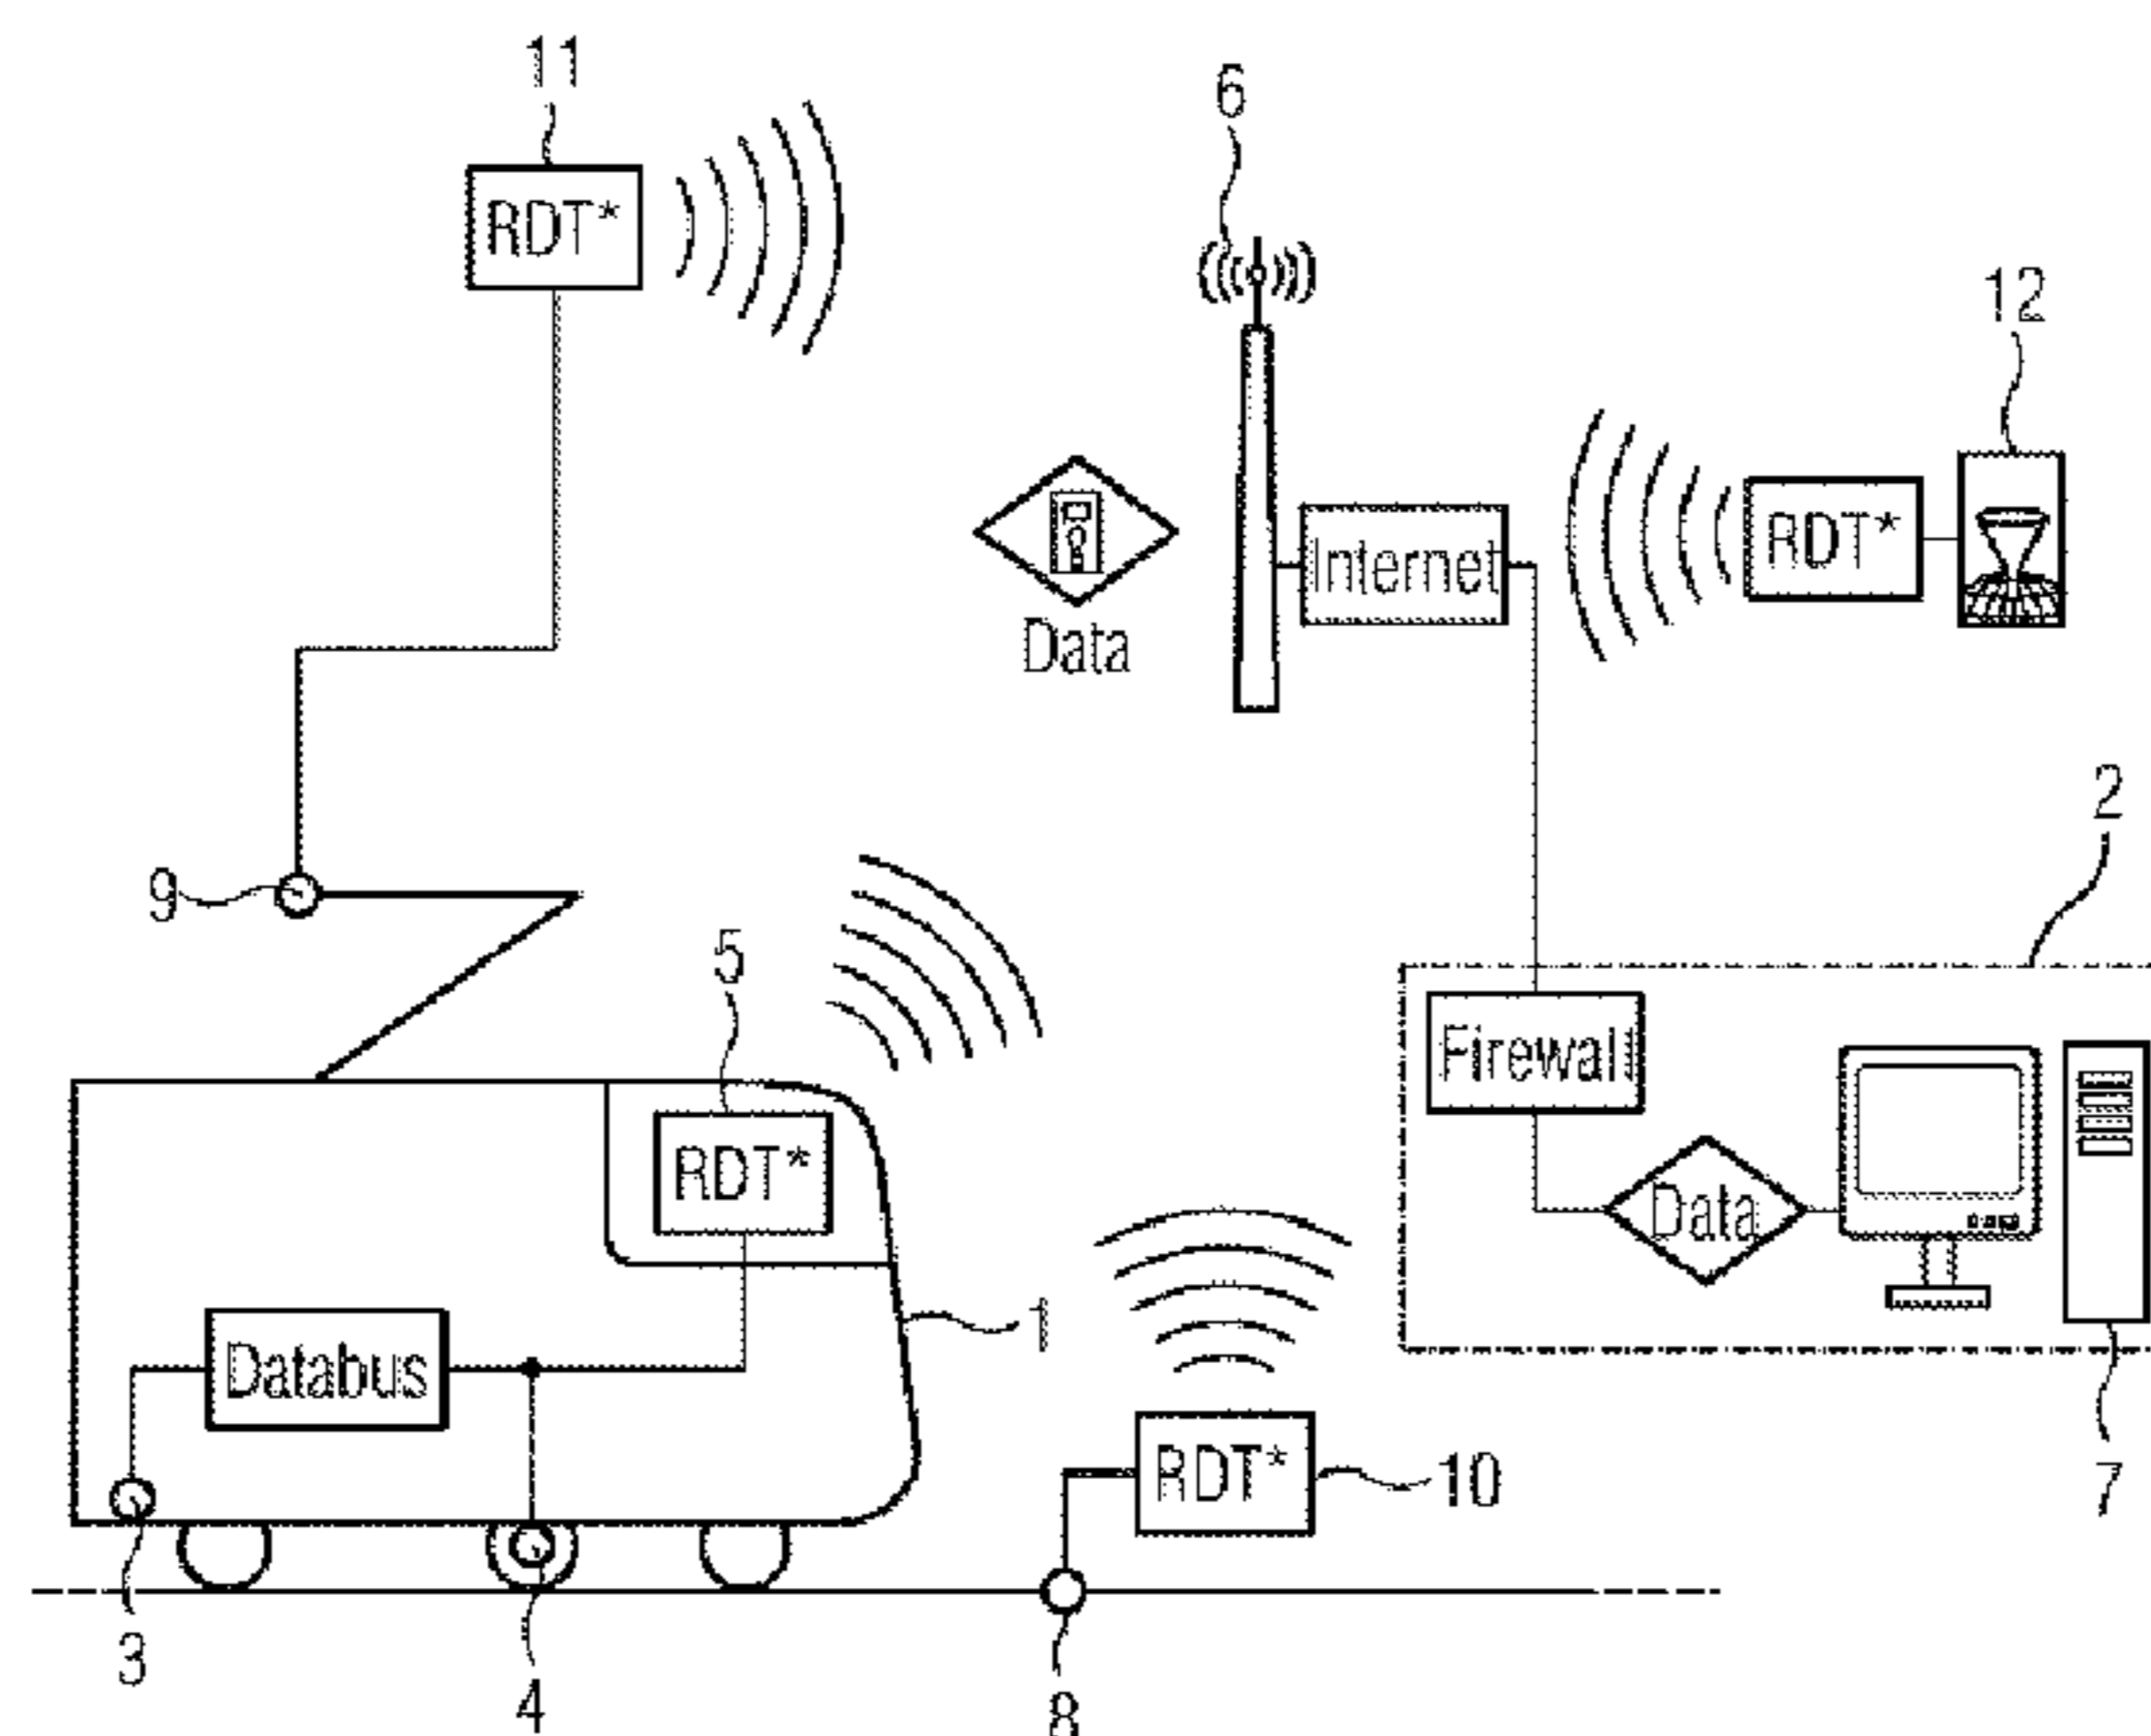 11
6
RDT*
12
RDT*
Internet
Data
2
9
5
Firewall
RDT*
Data
1
Databus
RDT*
10
7
3
4
8